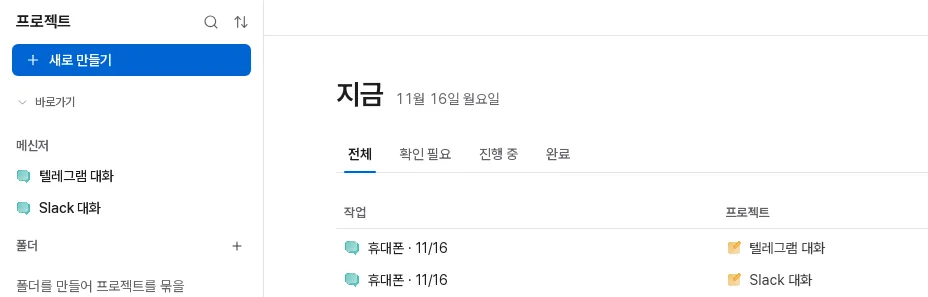 프로젝트
새로 만들기
바로가기
메신저
텔레그램 대화
Slack 대화
폴더
폴더를 만들어 프로젝트를 묶을
지금 11월 16일 월요일
전체 확인 필요 진행 중 완료
작업 프로젝트
휴대폰 · 11/16 텔레그램 대화
휴대폰 · 11/16 Slack 대화